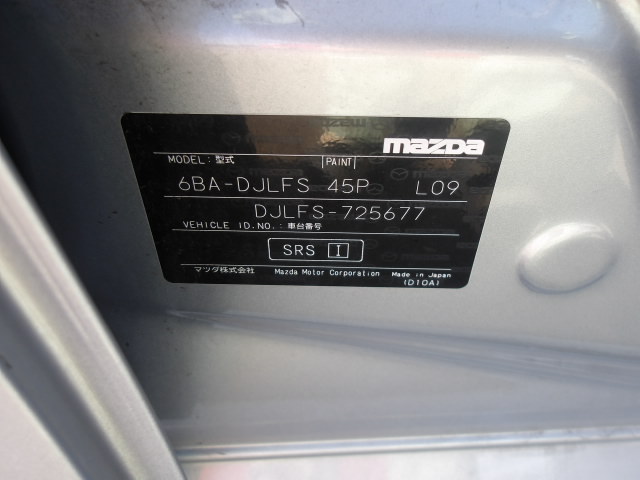 mazda
MODEL: 型式 PAINT
6BA-DJLFS 45P L09
DJLFS-725677
VEHICLE ID.NO.: 車台番号
SRS I
マツダ株式会社 Mazda Motor Corporation Made in Japan
(D10A)